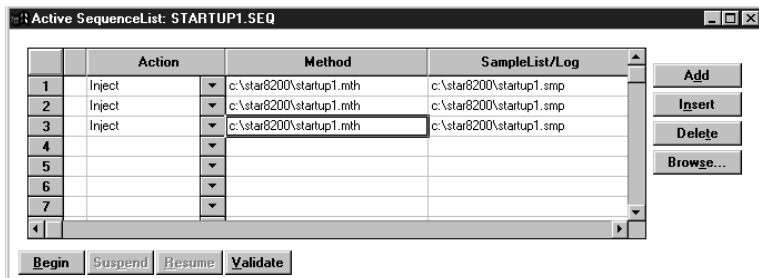 Active SequenceList: STARTUP1.SEQ
Action Method SampleList/Log
1 Inject c:\star8200\startup1.mth c:\star8200\startup1.smp
2 Inject c:\star8200\startup1.mth c:\star8200\startup1.smp
3 Inject c:\star8200\startup1.mth c:\star8200\startup1.smp
4
5
6
7
Add
Insert
Delete
Browse...
Begin Suspend Resume Validate